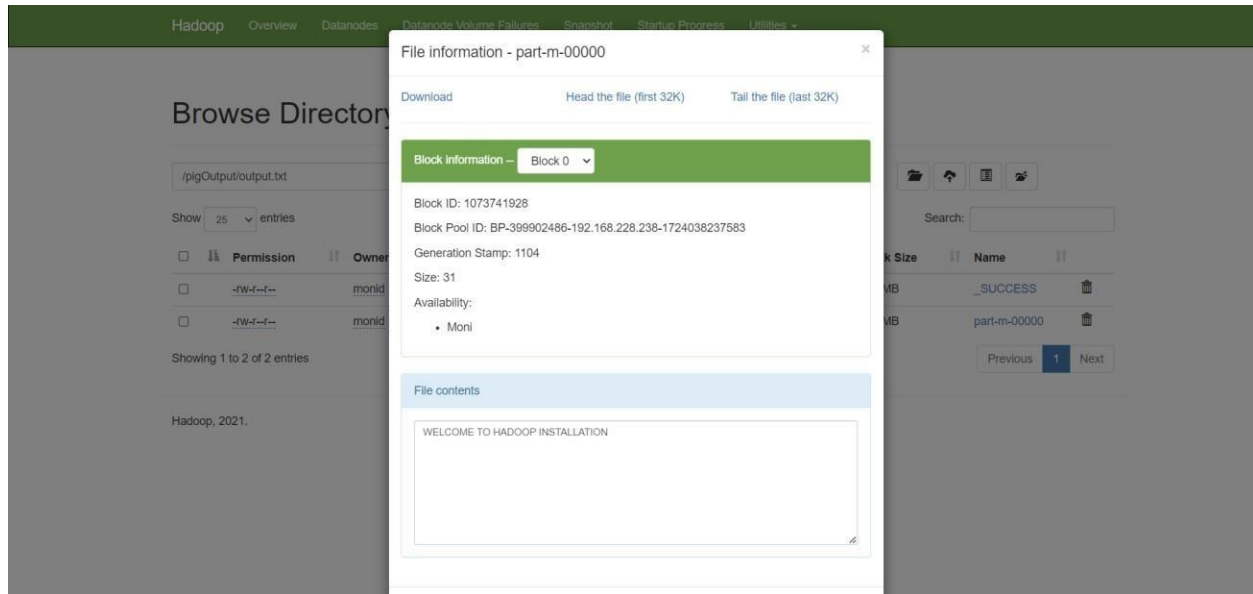 Hadoop Overview Datanodes Datanode Volume Failures Snapshot Startup Progress Utilities
File information - part-m-00000 ×
Download Head the file (first 32K) Tail the file (last 32K)
Browse Directory
Block information -- Block 0
/pigOutput/output.txt
Block ID: 1073741928
Show 25 entries Search:
Block Pool ID: BP-399902486-192.168.228.238-1724038237583
Permission Owner k Size Name
Generation Stamp: 1104
Size: 31
-rw-r--r-- monid MB _SUCCESS
Availability:
-rw-r--r-- monid MB part-m-00000
• Moni
Showing 1 to 2 of 2 entries Previous 1 Next
File contents
Hadoop, 2021.
WELCOME TO HADOOP INSTALLATION